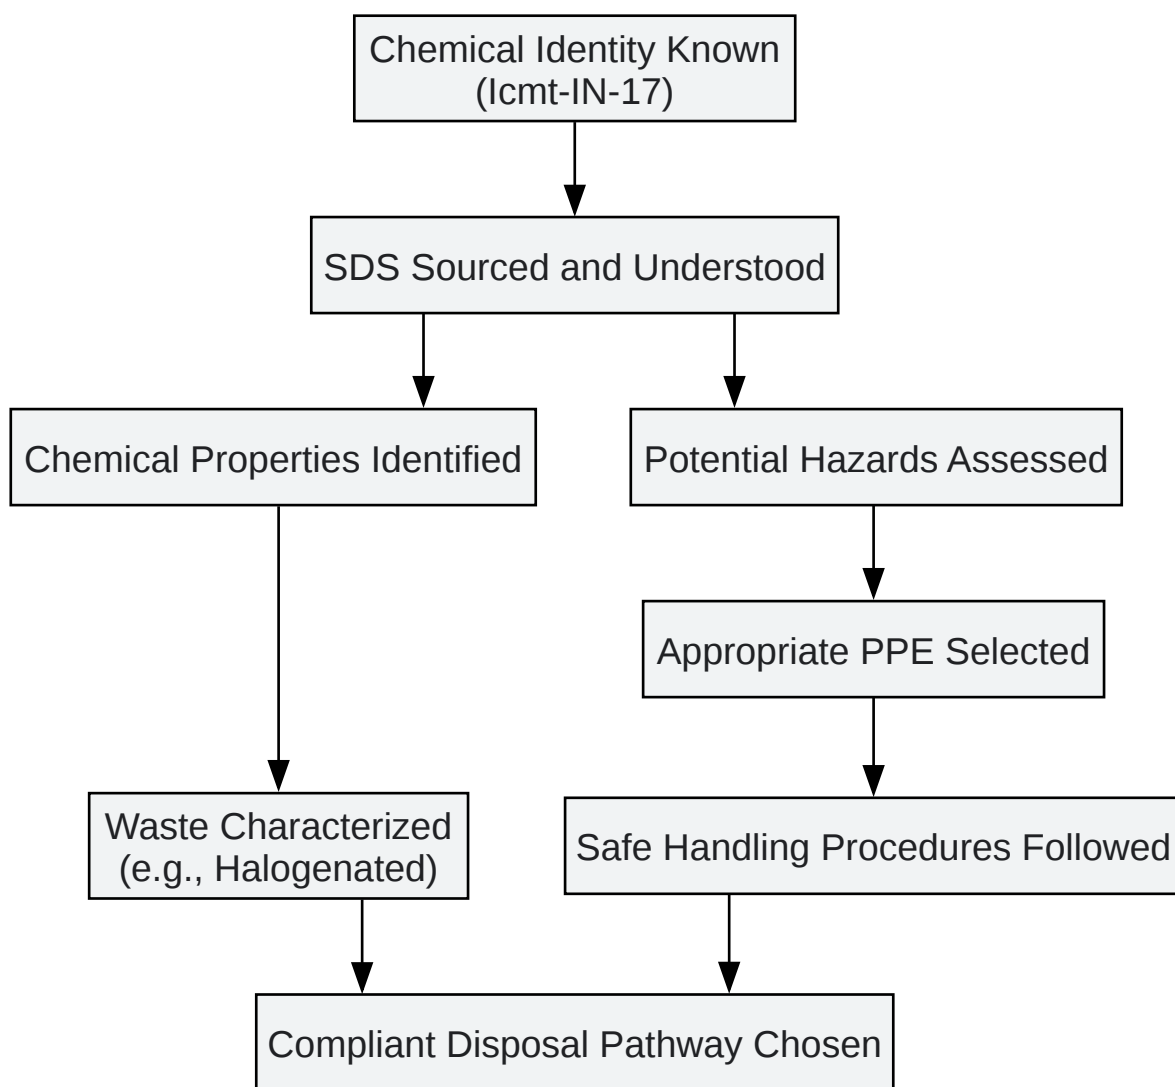 Chemical Identity Known
(Icmt-IN-17)
SDS Sourced and Understood
Chemical Properties Identified
Potential Hazards Assessed
Appropriate PPE Selected
Waste Characterized
(e.g., Halogenated)
Safe Handling Procedures Followed
Compliant Disposal Pathway Chosen